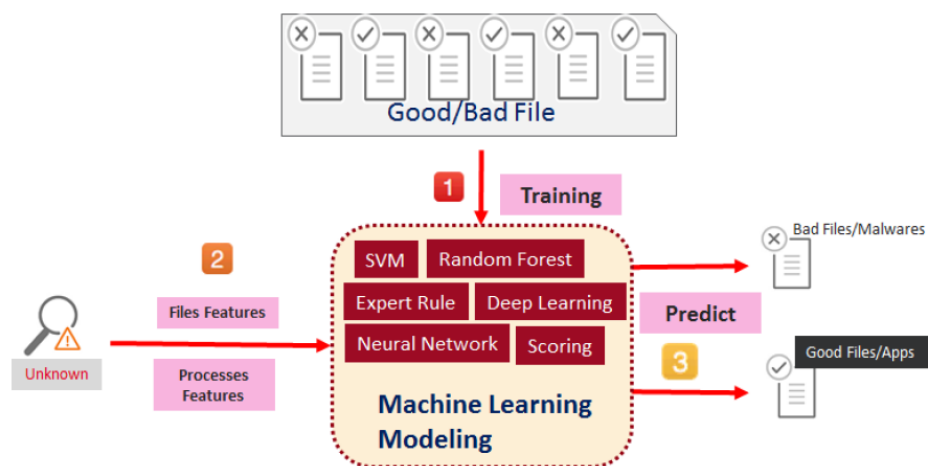 Good/Bad File
1
Training
Bad Files/Malwares
SVM
Random Forest
2
Expert Rule
Deep Learning
Files Features
Predict
Neural Network
Scoring
3
Good Files/Apps
Unknown
Processes
Features
Machine Learning
Modeling